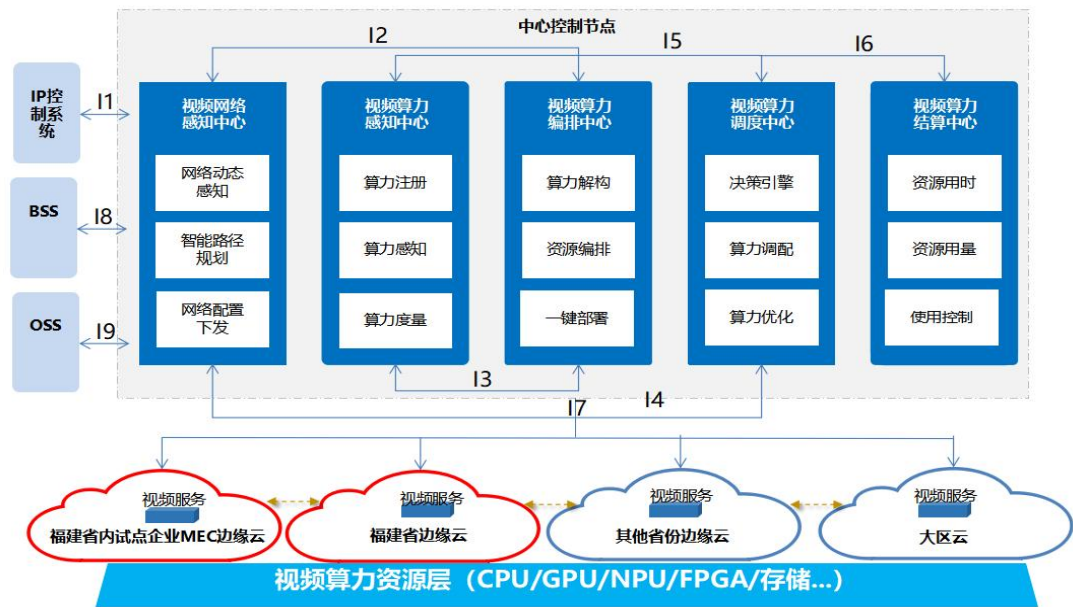 中心控制节点
I2
I5
I6
IP控
制系
统
I1
BSS
I8
OSS
I9
视频网络
感知中心
网络动态
感知
智能路径
规划
网络配置
下发
视频算力
感知中心
算力注册
算力感知
算力度量
视频算力
编排中心
算力解构
资源编排
一键部署
视频算力
调度中心
决策引擎
算力调配
算力优化
视频算力
结算中心
资源用时
资源用量
使用控制
I3
I7
I4
视频服务
福建省内试点企业MEC边缘云
视频服务
福建省边缘云
视频服务
其他省份边缘云
视频服务
大区云
视频算力资源层（CPU/GPU/NPU/FPGA/存储...）